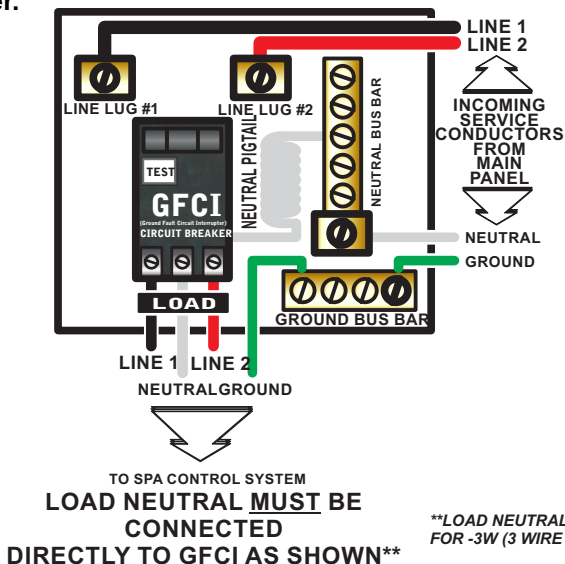 er.
LINE 1
LINE 2
LINE LUG #1
LINE LUG #2
INCOMING
SERVICE
CONDUCTORS
FROM
MAIN
PANEL
NEUTRAL PIGTAIL
NEUTRAL BUS BAR
TEST
GFCI
(Ground Fault Circuit Interrupter)
CIRCUIT BREAKER
NEUTRAL
GROUND
LOAD
GROUND BUS BAR
LINE 1
LINE 2
NEUTRAL
GROUND
TO SPA CONTROL SYSTEM
LOAD NEUTRAL MUST BE
CONNECTED
DIRECTLY TO GFCI AS SHOWN**
**LOAD NEUTRAL
FOR -3W (3 WIRE